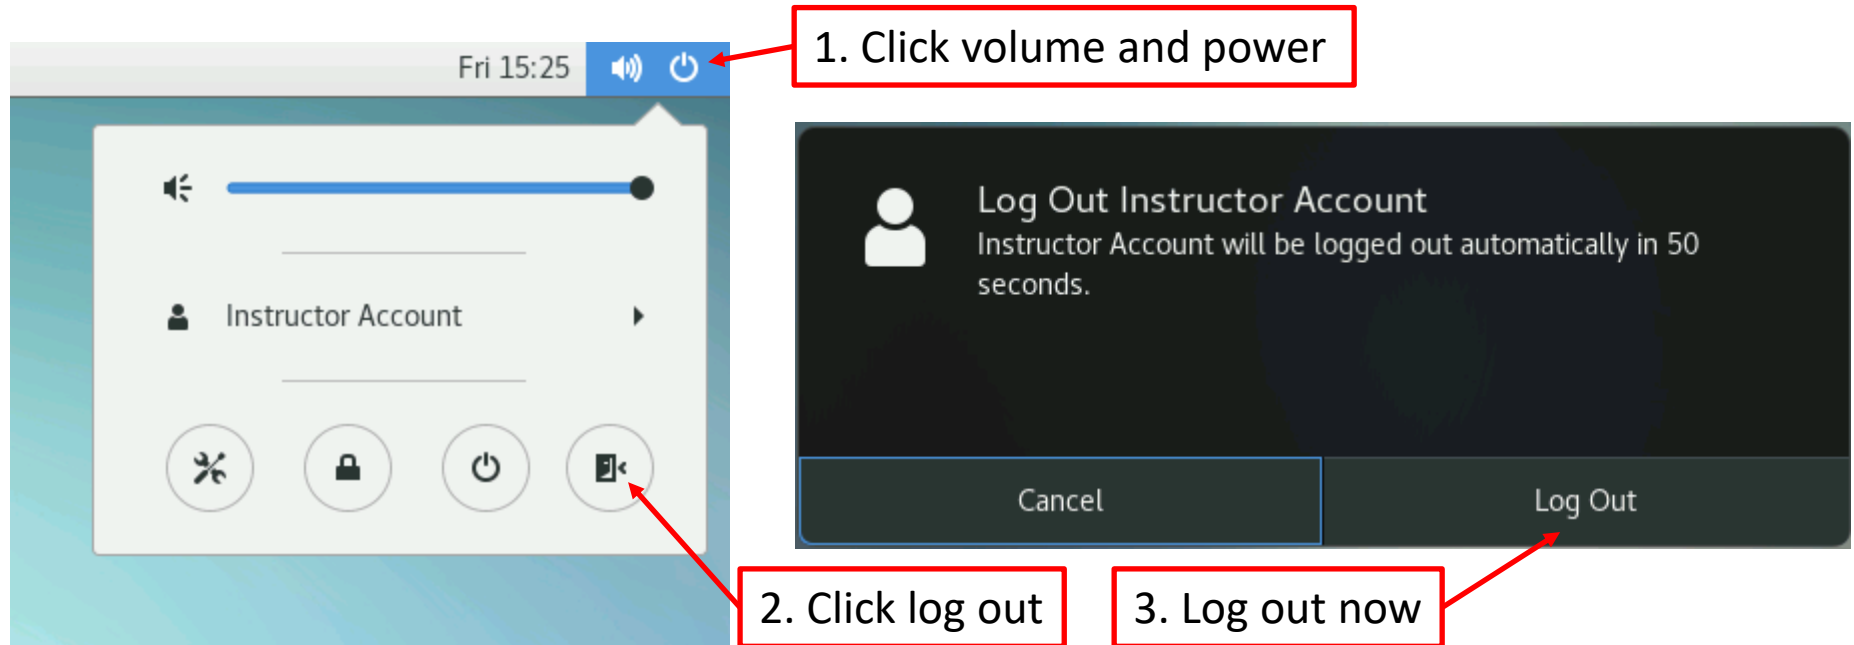 1. Click volume and power
Fri 15:25
Instructor Account
Log Out Instructor Account
Instructor Account will be logged out automatically in 50
seconds.
Cancel
Log Out
2. Click log out
3. Log out now